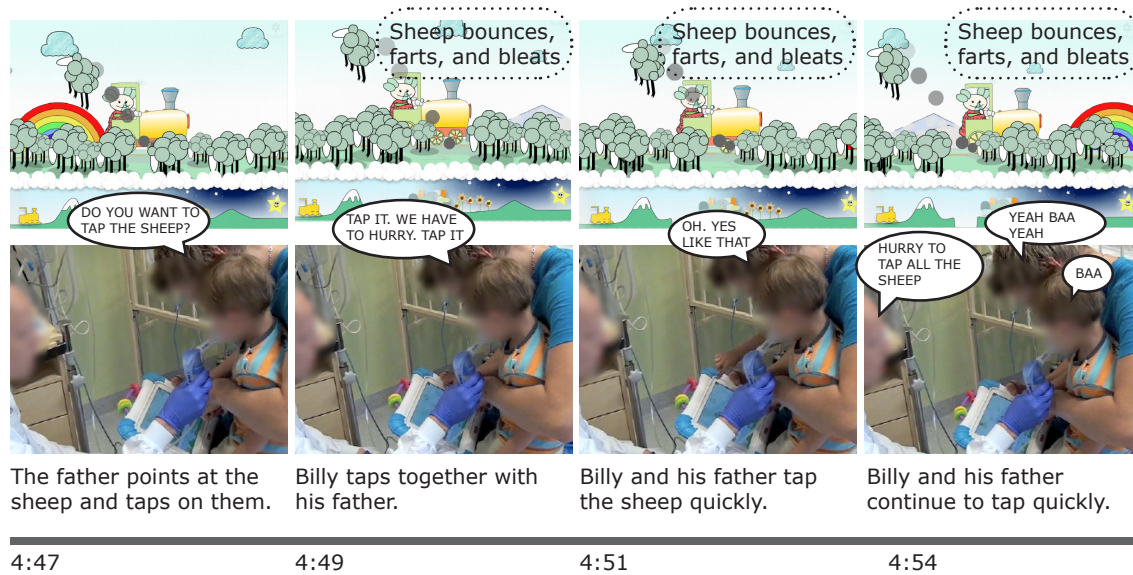 Sheep bounces,
farts, and bleats
Sheep bounces,
farts, and bleats
Sheep bounces,
farts, and bleats
DO YOU WANT TO
TAP THE SHEEP?
TAP IT. WE HAVE
TO HURRY. TAP IT
OH. YES
LIKE THAT
YEAH BAA
YEAH
HURRY TO
TAP ALL THE
SHEEP
BAA
The father points at the
sheep and taps on them.
Billy taps together with
his father.
Billy and his father tap
the sheep quickly.
Billy and his father
continue to tap quickly.
4:47
4:49
4:51
4:54